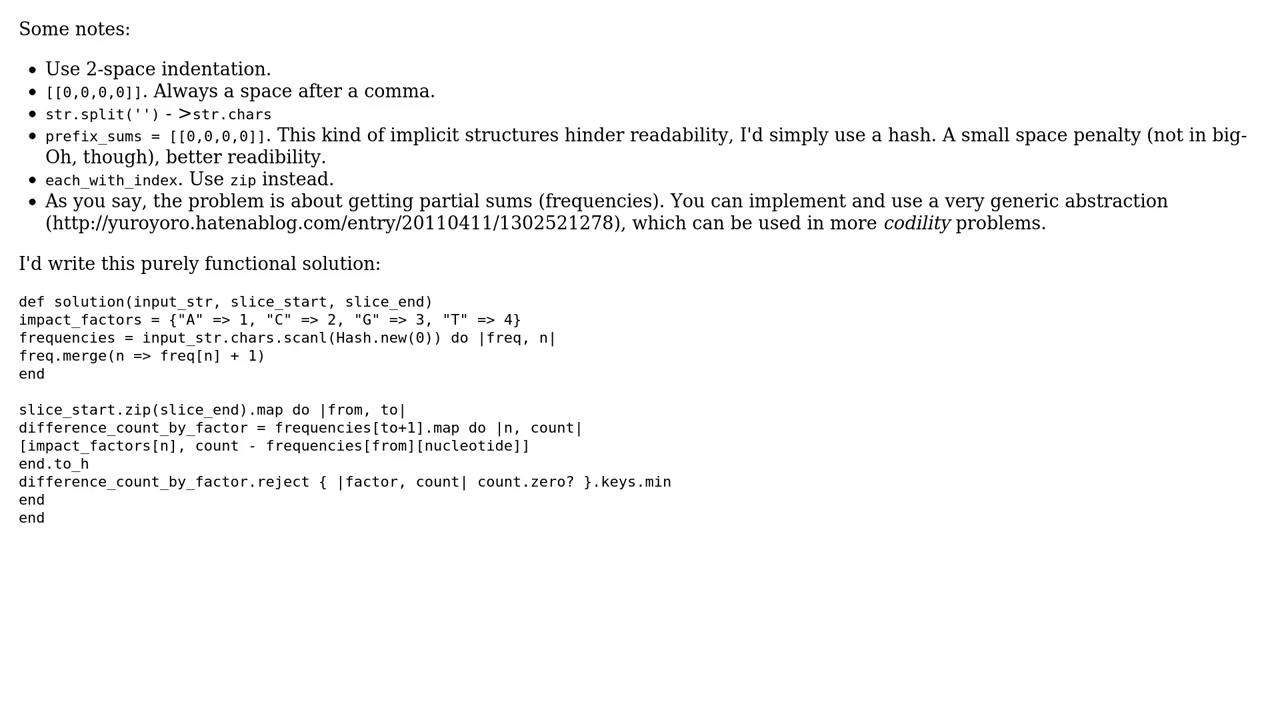 Some notes:
Use 2-space indentation.
[[0,0,0,0]]. Always a space after a comma.
str.split('') - >str.chars
prefix_sums = [[0,0,0,0]]. This kind of implicit structures hinder readability, I'd simply use a hash. A small space penalty (not in big-
Oh, though), better readibility.
each_with_index. Use zip instead.
As you say, the problem is about getting partial sums (frequencies). You can implement and use a very generic abstraction
(http://yuroyoro.hatenablog.com/entry/20110411/1302521278), which can be used in more codility problems.
I'd write this purely functional solution:
def solution(input_str, slice_start, slice_end)
impact_factors = {"A" => 1, "C" => 2, "G" => 3, "T" => 4}
frequencies = input_str.chars.scanl(Hash.new(0)) do |freq, n|
freq.merge(n => freq[n] + 1)
end
slice_start.zip(slice_end).map do |from, to|
difference_count_by_factor = frequencies[to+1].map do |n, count|
[impact_factors[n], count - frequencies[from][nucleotide]]
end.to_h
difference_count_by_factor.reject { |factor, count| count.zero? }.keys.min
end
end